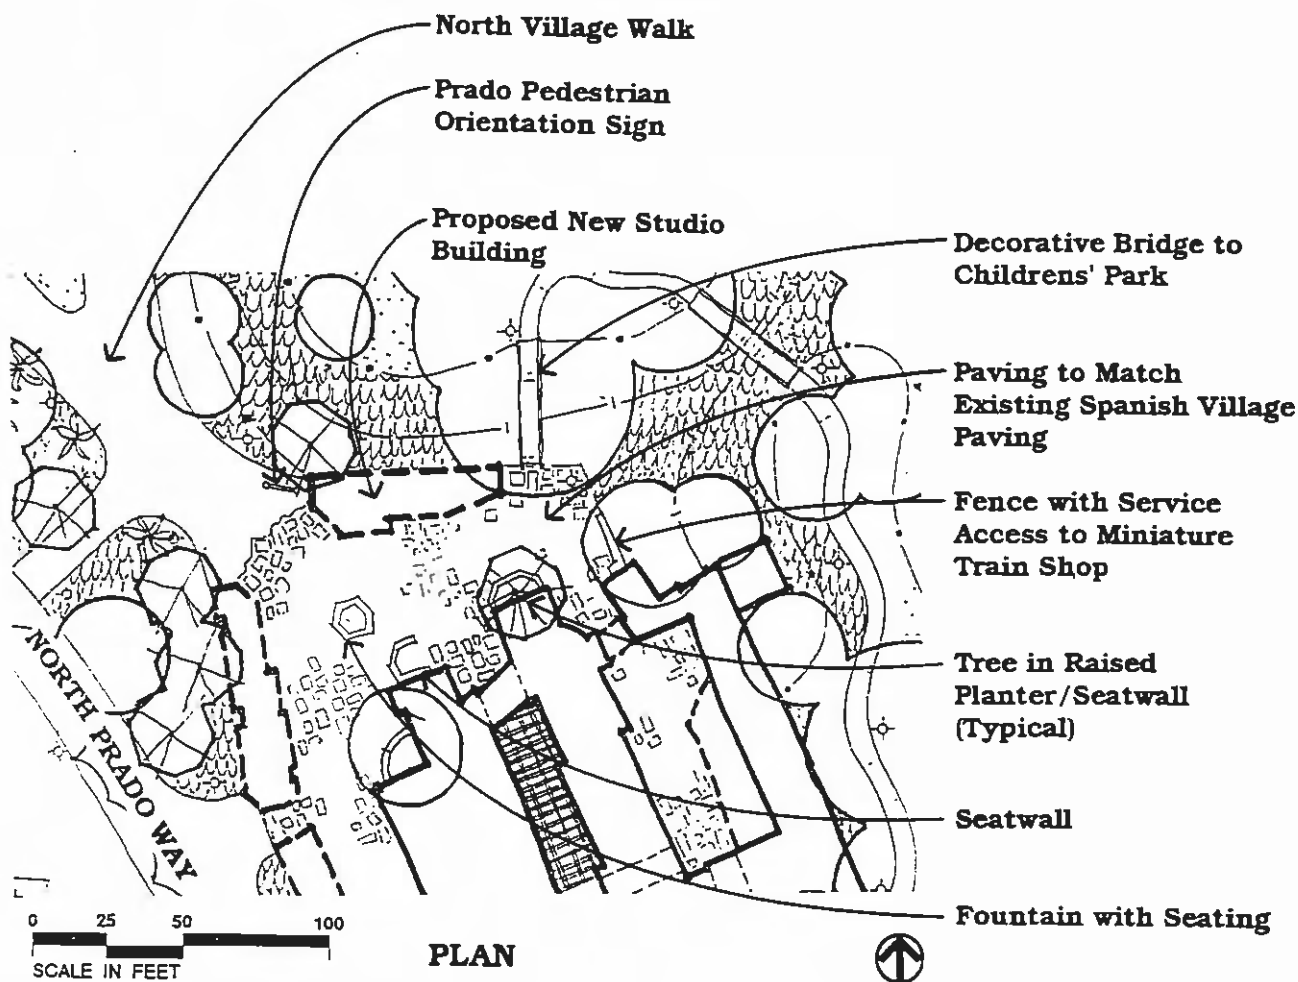 North Village Walk
Prado Pedestrian
Orientation Sign
Proposed New Studio
Building
Decorative Bridge to
Childrens' Park
Paving to Match
Existing Spanish Village
Paving
Fence with Service
Access to Miniature
Train Shop
Tree in Raised
Planter/Seatwall
(Typical)
Seatwall
Fountain with Seating
NORTH PRADO WAY
0 25 50 100
SCALE IN FEET
PLAN